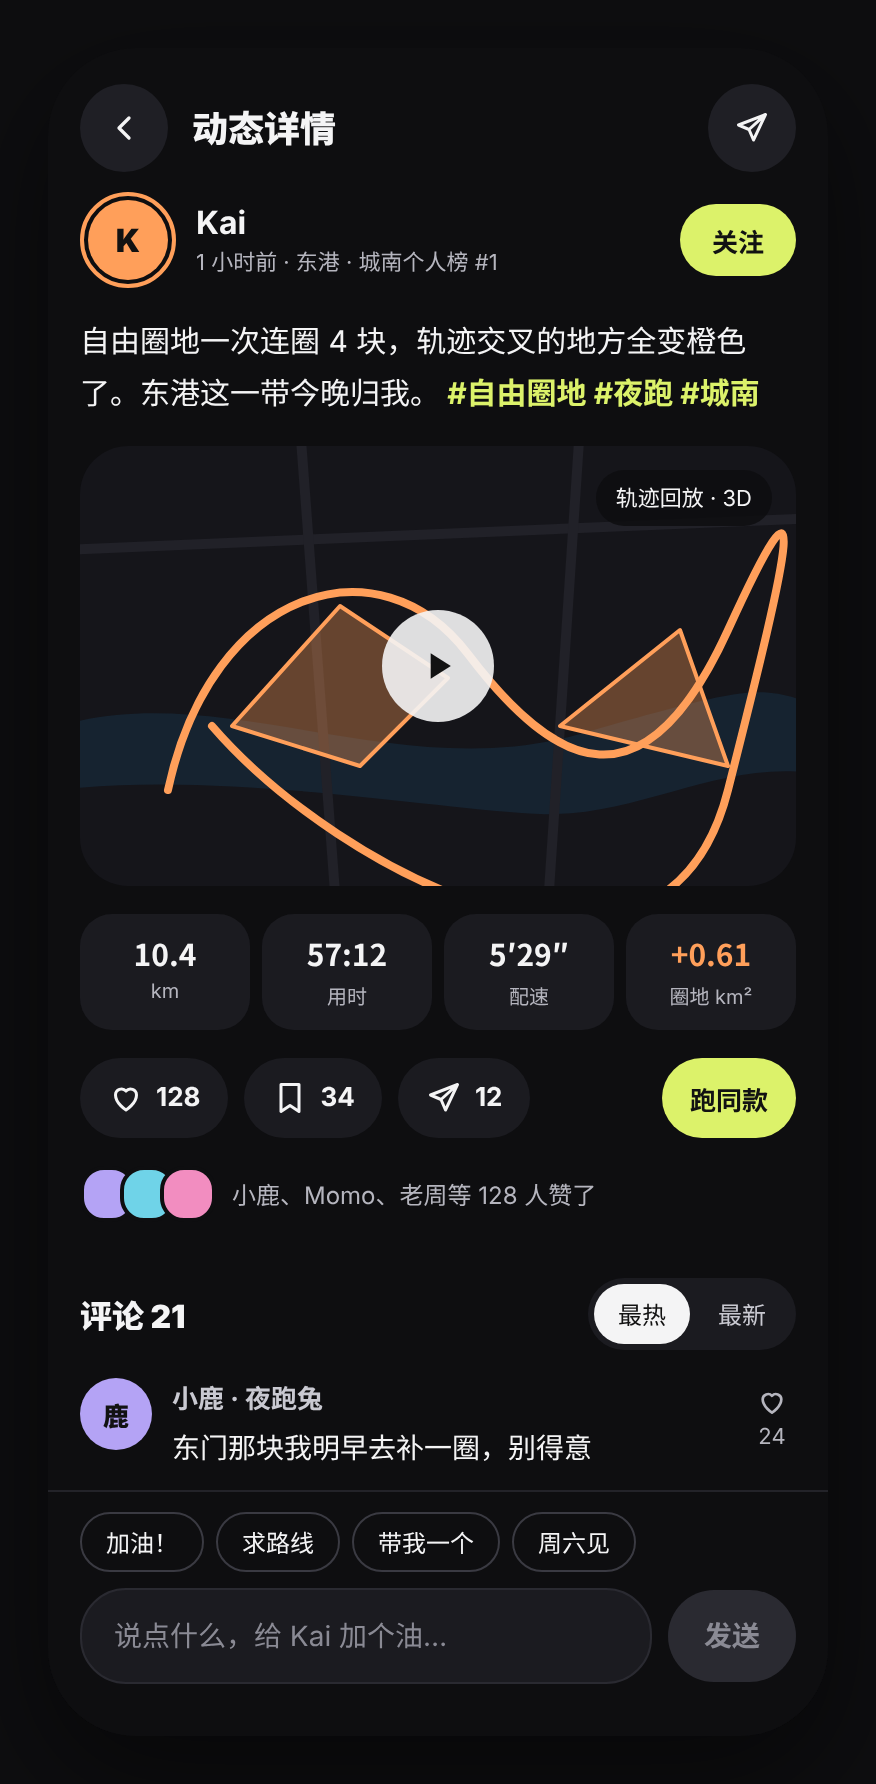 动态详情
K
Kai
1 小时前 · 东港 · 城南个人榜 #1
关注
自由圈地一次连圈 4 块，轨迹交叉的地方全变橙色
了。东港这一带今晚归我。 #自由圈地 #夜跑 #城南
轨迹回放 · 3D
10.4
km
57:12
用时
5′29″
配速
+0.61
圈地 km²
128
34
12
跑同款
小鹿、Momo、老周等 128 人赞了
评论 21
最热
最新
鹿
小鹿 · 夜跑兔
东门那块我明早去补一圈，别得意
24
加油！
求路线
带我一个
周六见
说点什么，给 Kai 加个油…
发送